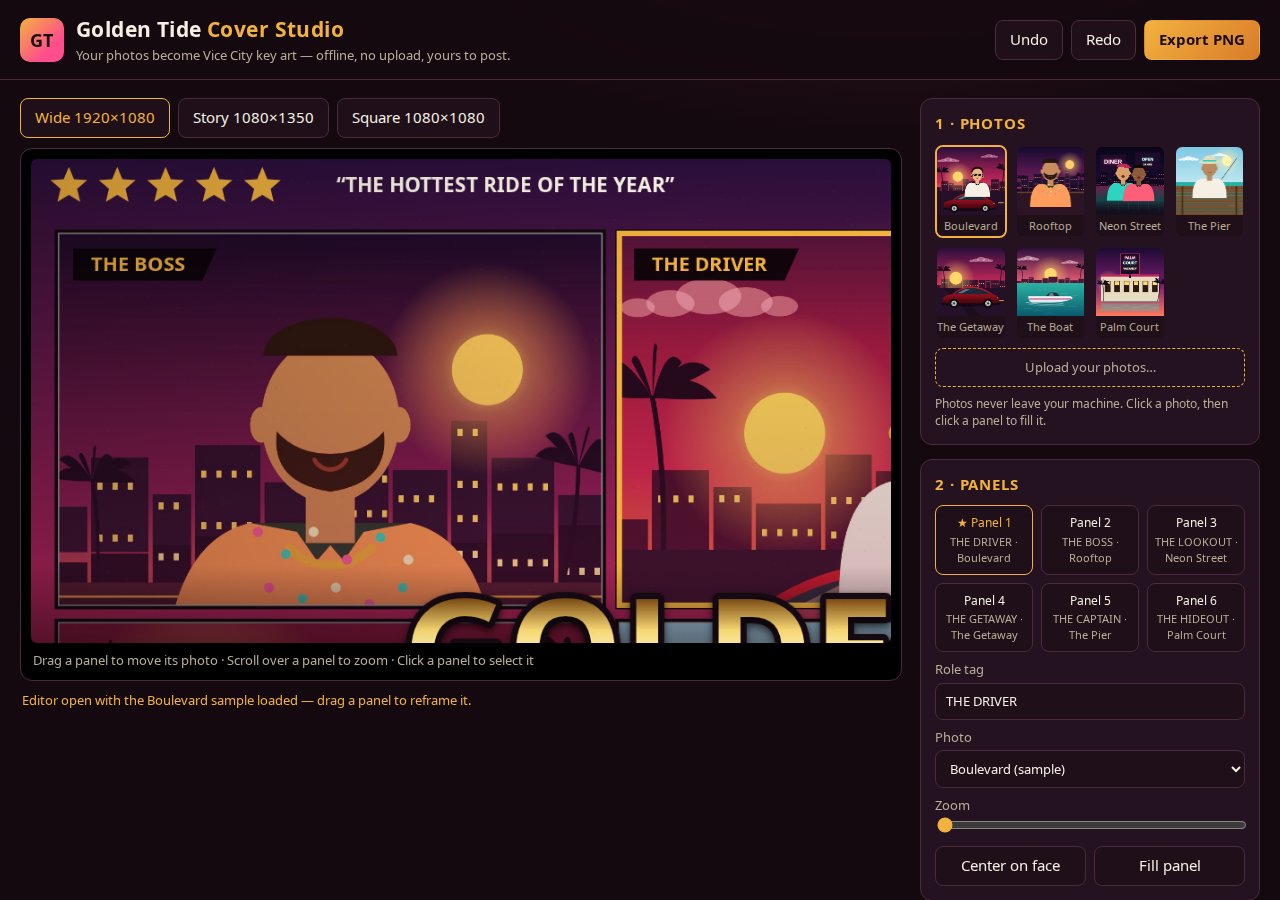 GT
Golden Tide Cover Studio
Your photos become Vice City key art — offline, no upload, yours to post.
Undo
Redo
Export PNG
Wide 1920×1080
Story 1080×1350
Square 1080×1080
“THE HOTTEST RIDE OF THE YEAR”
THE BOSS
THE DRIVER
GOLDE
Drag a panel to move its photo · Scroll over a panel to zoom · Click a panel to select it
Editor open with the Boulevard sample loaded — drag a panel to reframe it.
1 · PHOTOS
Boulevard
Rooftop
DINER
OPEN
Neon Street
The Pier
The Getaway
The Boat
PALM
COURT
Palm Court
Upload your photos...
Photos never leave your machine. Click a photo, then
click a panel to fill it.
2 · PANELS
★ Panel 1
THE DRIVER ·
Boulevard
Panel 2
THE BOSS ·
Rooftop
Panel 3
THE LOOKOUT ·
Neon Street
Panel 4
THE GETAWAY ·
The Getaway
Panel 5
THE CAPTAIN ·
The Pier
Panel 6
THE HIDEOUT ·
Palm Court
Role tag
THE DRIVER
Photo
Boulevard (sample)
Zoom
Center on face
Fill panel